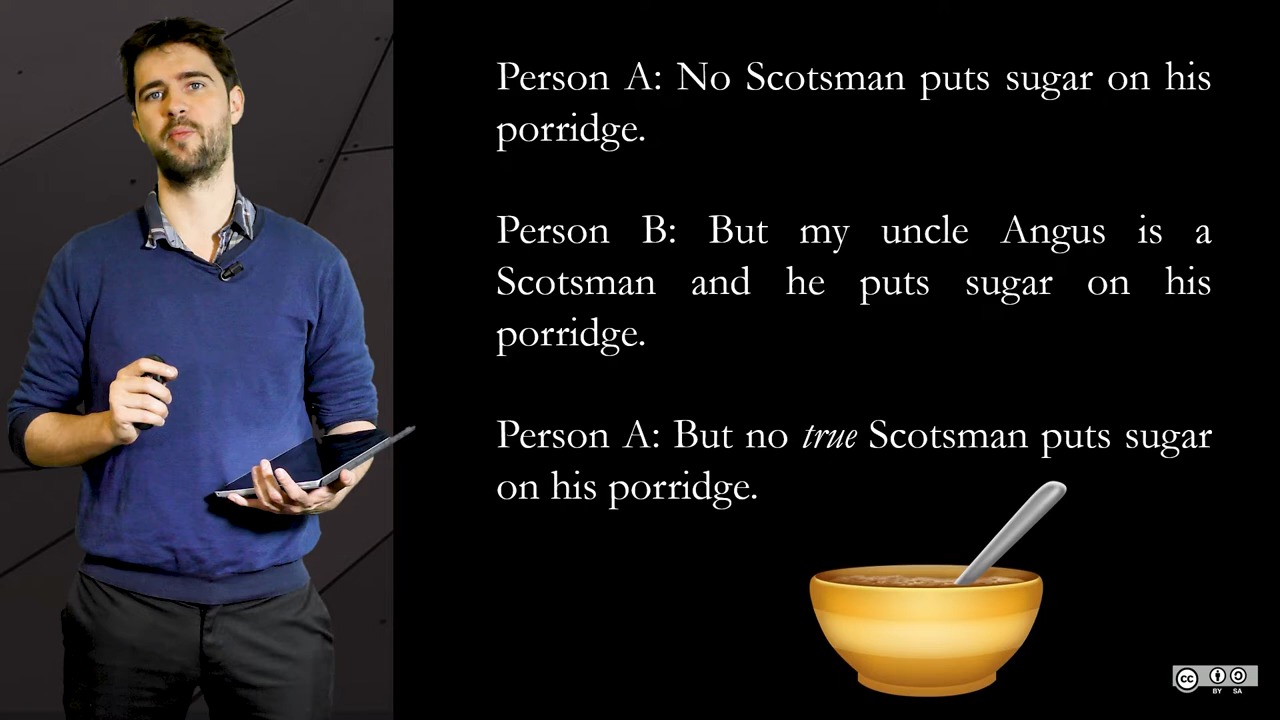 Person A: No Scotsman puts sugar on his
porridge.
Person B: But my uncle Angus is a
Scotsman and he puts sugar on his
porridge.
Person A: But no true Scotsman puts sugar
on his porridge.
cc
BY SA